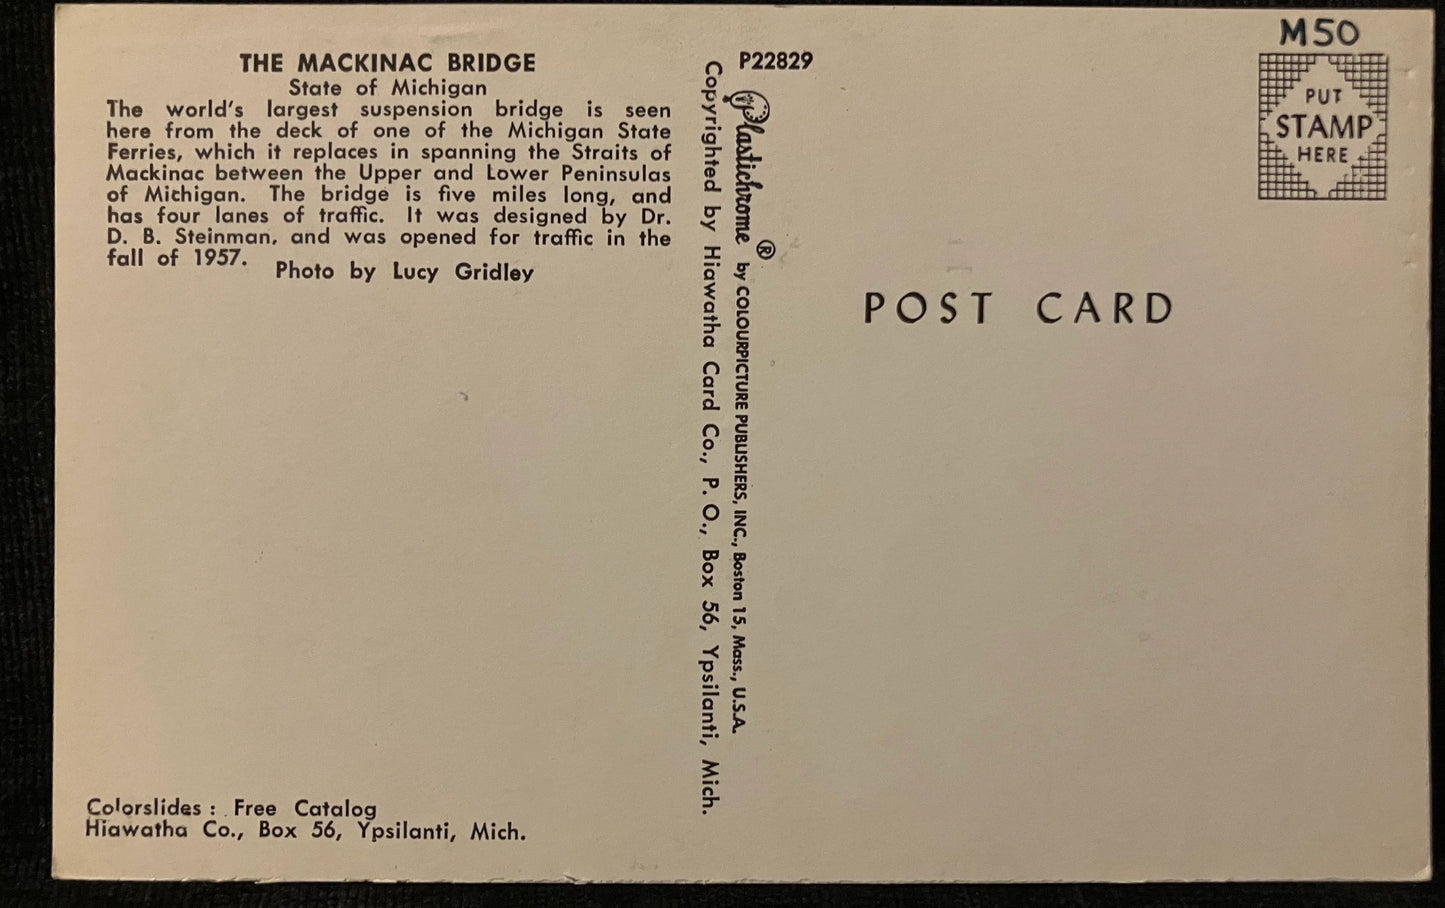 THE MACKINAC BRIDGE
State of Michigan
The world's largest suspension bridge is seen
here from the deck of one of the Michigan State
Ferries, which it replaces in spanning the Straits of
Mackinac between the Upper and Lower Peninsulas
of Michigan. The bridge is five miles long, and
has four lanes of traffic. It was designed by Dr.
D. B. Steinman, and was opened for traffic in the
fall of 1957.
Photo by Lucy Gridley
Colorslides : Free Catalog
Hiawatha Co., Box 56, Ypsilanti, Mich.
P22829
Plastichrome ® by COLOURPICTURE PUBLISHERS, INC., Boston 15, Mass., U.S.A.
Copyrighted by Hiawatha Card Co., P. O., Box 56, Ypsilanti, Mich.
POST CARD
M50
PUT
STAMP
HERE